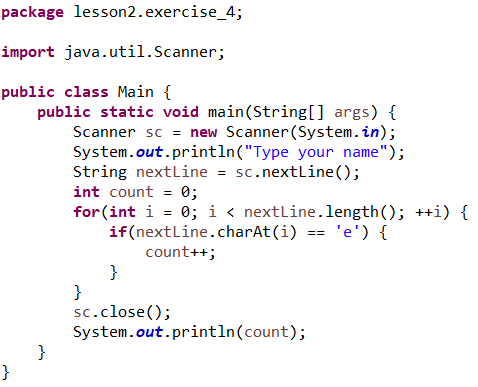 package lesson2.exercise_4;
import java.util.Scanner;
public class Main {
public static void main(String[] args) {
Scanner sc = new Scanner(System.in);
System.out.println("Type your name");
String nextLine = sc.nextLine();
int count = 0;
for(int i = 0; i < nextLine.length(); ++i) {
if(nextLine.charAt(i) == 'e') {
count++;
}
}
sc.close();
System.out.println(count);
}
}